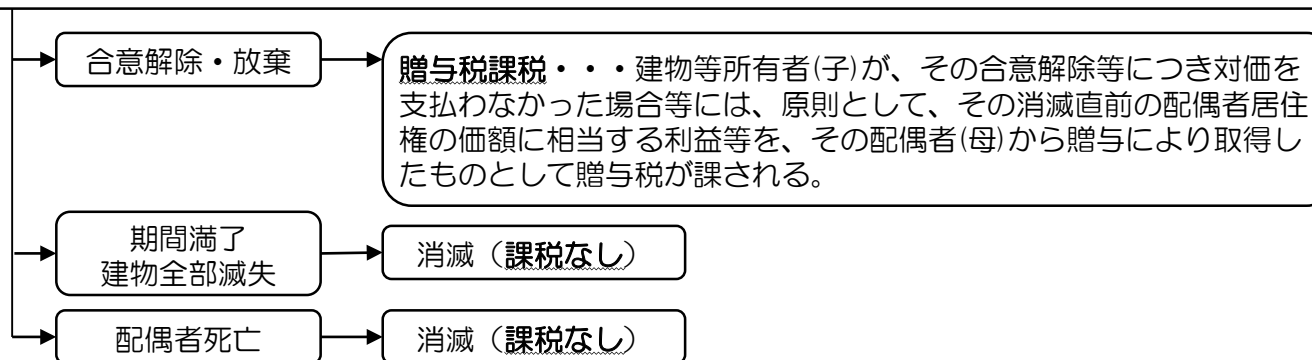 合意解除・放棄
贈与税課税・・・建物等所有者(子)が、その合意解除等につき対価を
支払わなかった場合等には、原則として、その消滅直前の配偶者居住
権の価額に相当する利益等を、その配偶者(母)から贈与により取得し
たものとして贈与税が課される。
期間満了
建物全部滅失
消滅（課税なし）
配偶者死亡
消滅（課税なし）